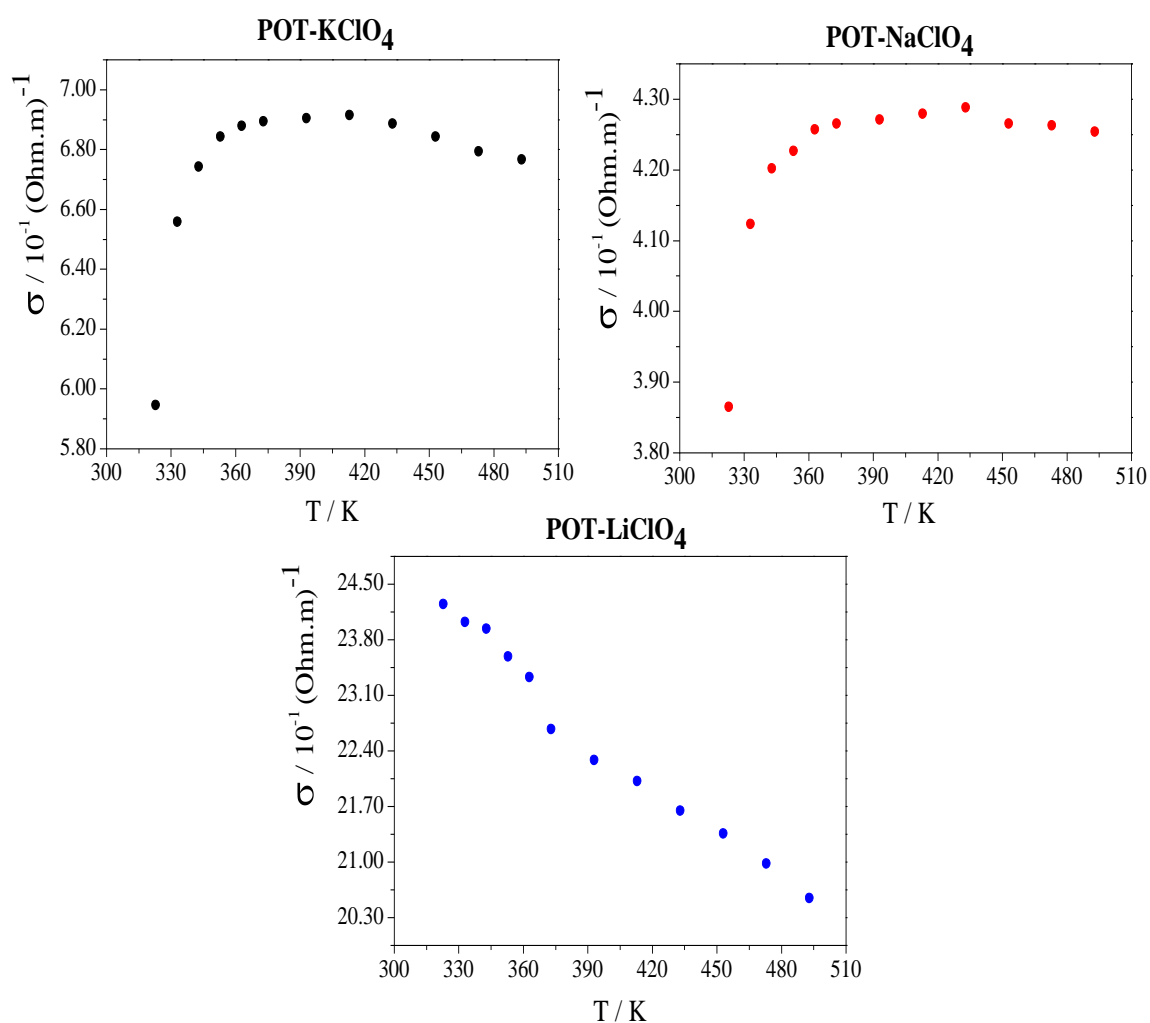 POT-KClO4
σ / 10-1 (Ohm.m)-1
7.00
6.80
6.60
6.40
6.20
6.00
5.80
300 330 360 390 420 450 480 510
T / K
POT-NaClO4
σ / 10-1 (Ohm.m)-1
4.30
4.20
4.10
4.00
3.90
3.80
300 330 360 390 420 450 480 510
T / K
POT-LiClO4
σ / 10-1 (Ohm.m)-1
24.50
23.80
23.10
22.40
21.70
21.00
20.30
300 330 360 390 420 450 480 510
T / K